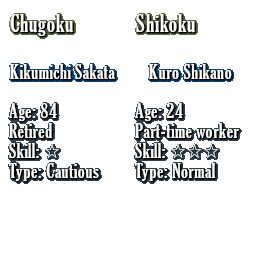 Chugoku
Kikumichi Sakata
Age: 84
Retired
Skill: ☆
Type: Cautious
Shikoku
Kuro Shikano
Age: 24
Part-time worker
Skill: ☆☆☆
Type: Normal